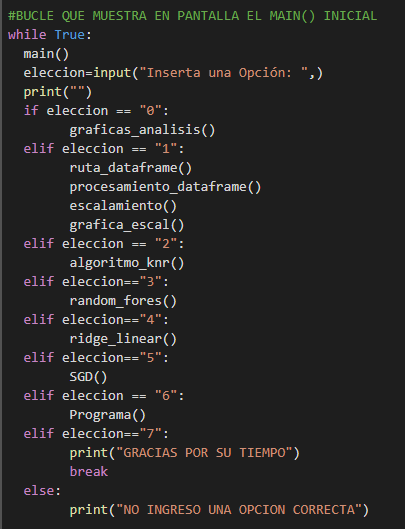 #BUCLE QUE MUESTRA EN PANTALLA EL MAIN() INICIAL
while True:
  main()
  eleccion=input("Inserta una Opción: ",)
  print("")
  if eleccion == "0":
        graficas_analisis()
  elif eleccion == "1":
        ruta_dataframe()
        procesamiento_dataframe()
        escalamiento()
        grafica_escal()
  elif eleccion == "2":
        algoritmo_knr()
  elif eleccion=="3":
        random_fores()
  elif eleccion=="4":
        ridge_linear()
  elif eleccion=="5":
        SGD()
  elif eleccion == "6":
        Programa()
  elif eleccion=="7":
        print("GRACIAS POR SU TIEMPO")
        break
  else:
        print("NO INGRESO UNA OPCION CORRECTA")